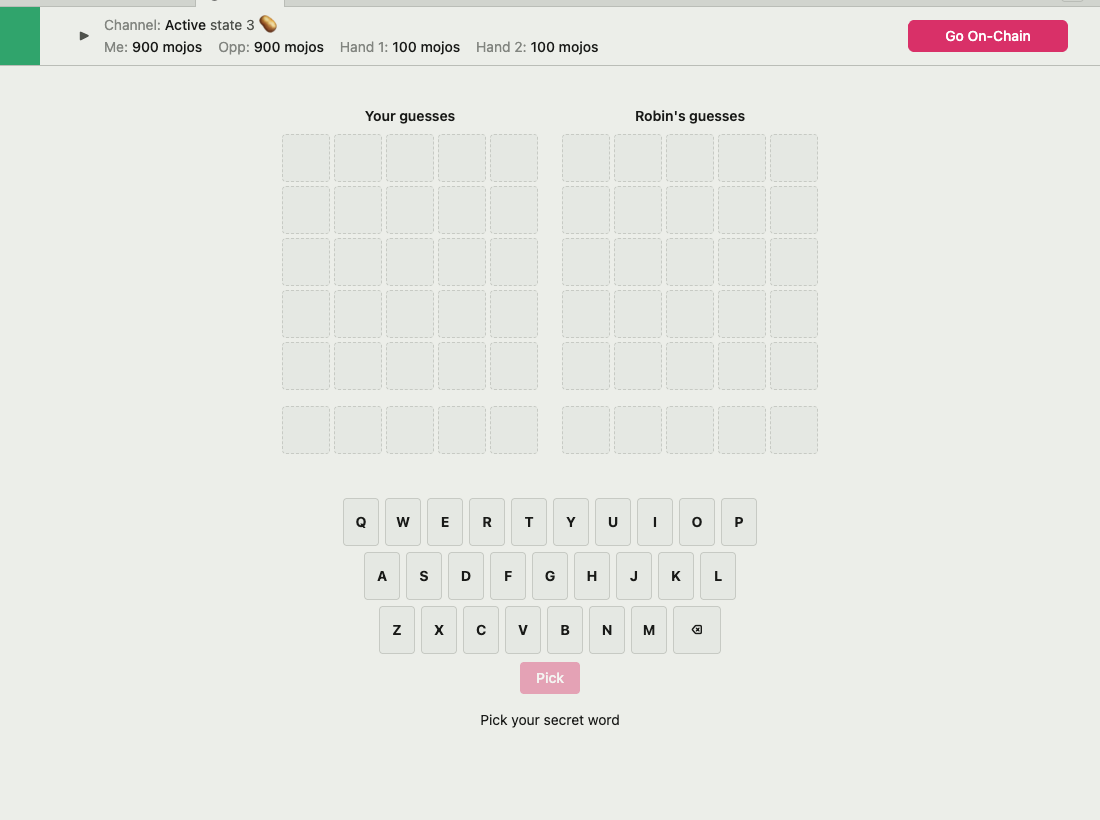 Channel: Active state 3 🥔
Me: 900 mojos Opp: 900 mojos Hand 1: 100 mojos Hand 2: 100 mojos
Go On-Chain
Your guesses
Robin's guesses
Q W E R T Y U I O P
A S D F G H J K L
Z X C V B N M
Pick
Pick your secret word